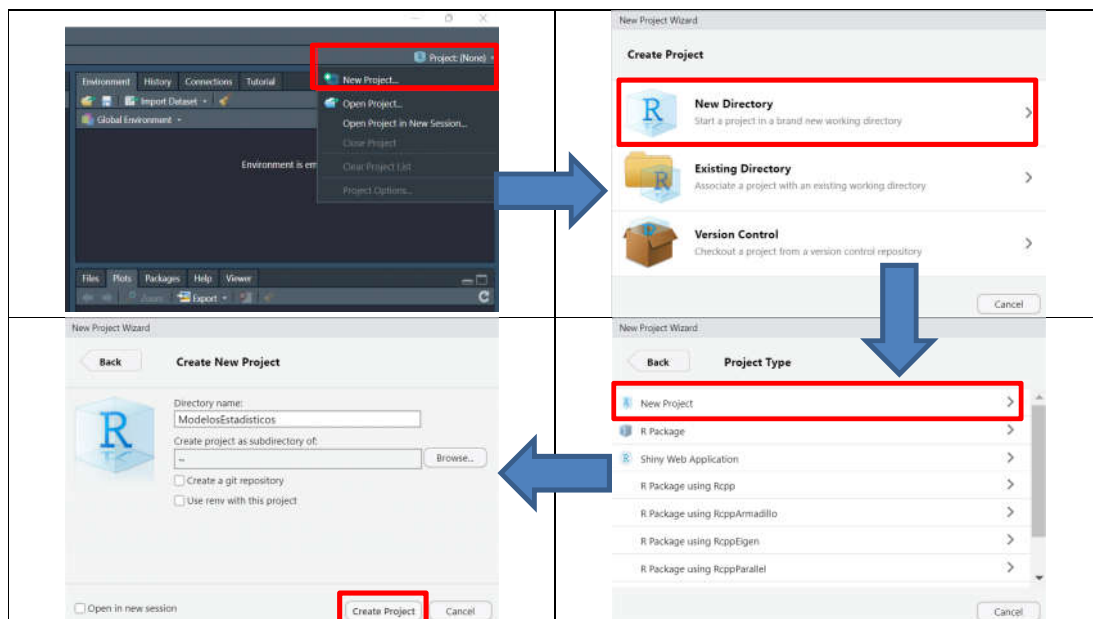 Project: (None)
Environment History Connections Tutorial
New Project...
Import Dataset
Open Project...
Global Environment
Open Project in New Session...
Close Project
Environment is em
Clear Project List
Project Options...
Files Plots Packages Help Viewer
Zoom Export
New Project Wizard
Create Project
New Directory
Start a project in a brand new working directory
Existing Directory
Associate a project with an existing working directory
Version Control
Checkout a project from a version control repository
Cancel
New Project Wizard
Back Project Type
New Project
R Package
Shiny Web Application
R Package using Rcpp
R Package using RcppArmadillo
R Package using RcppEigen
R Package using RcppParallel
Cancel
New Project Wizard
Back Create New Project
Directory name:
ModelosEstadisticos
Create project as subdirectory of:
~
Browse...
Create a git repository
Use renv with this project
Open in new session
Create Project Cancel